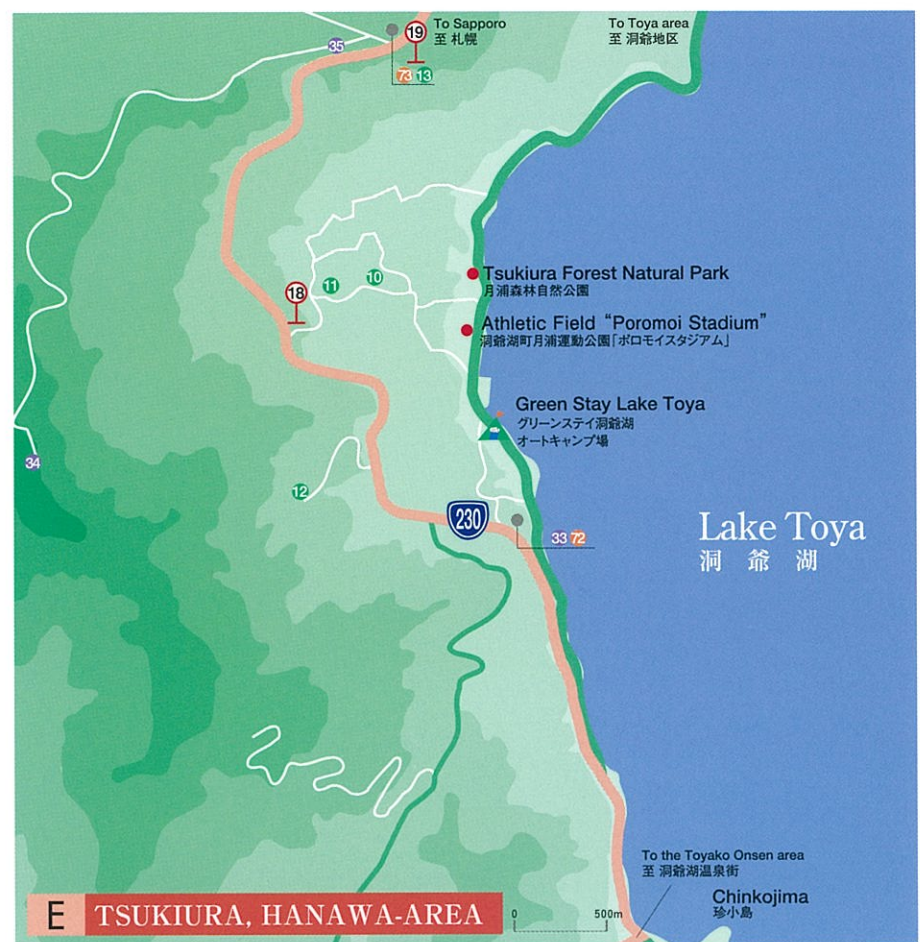 19
To Sapporo
至 札幌
To Toya area
至 洞爺地区
35
73 13
Tsukiura Forest Natural Park
月浦森林自然公園
18
11
10
Athletic Field “Poromoi Stadium”
洞爺湖町月浦運動公園「ポロモイスタジアム」
Green Stay Lake Toya
グリーンステイ洞爺湖
オートキャンプ場
34
12
230
33 72
Lake Toya
洞爺湖
To the Toyako Onsen area
至 洞爺湖温泉街
Chinkojima
珍小島
E TSUKIURA, HANAWA-AREA
0 500m